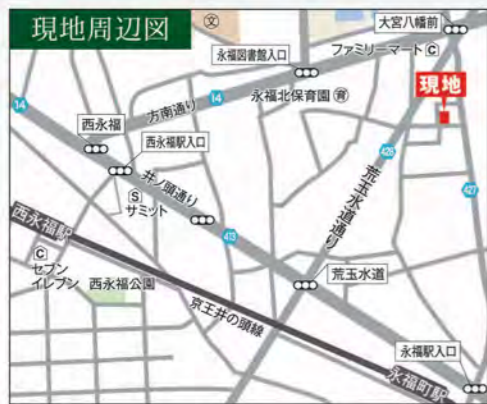 現地周辺図
文
大宮八幡前
永福図書館入口
ファミリーマート C
現地
14
方南通り
14
永福北保育園 育
西永福
西永福駅入口
428
427
井ノ頭通り
荒玉水道通り
S
サミット
413
西永福駅
C
セブン
イレブン
西永福公園
荒玉水道
京王井の頭線
永福駅入口
永福町駅